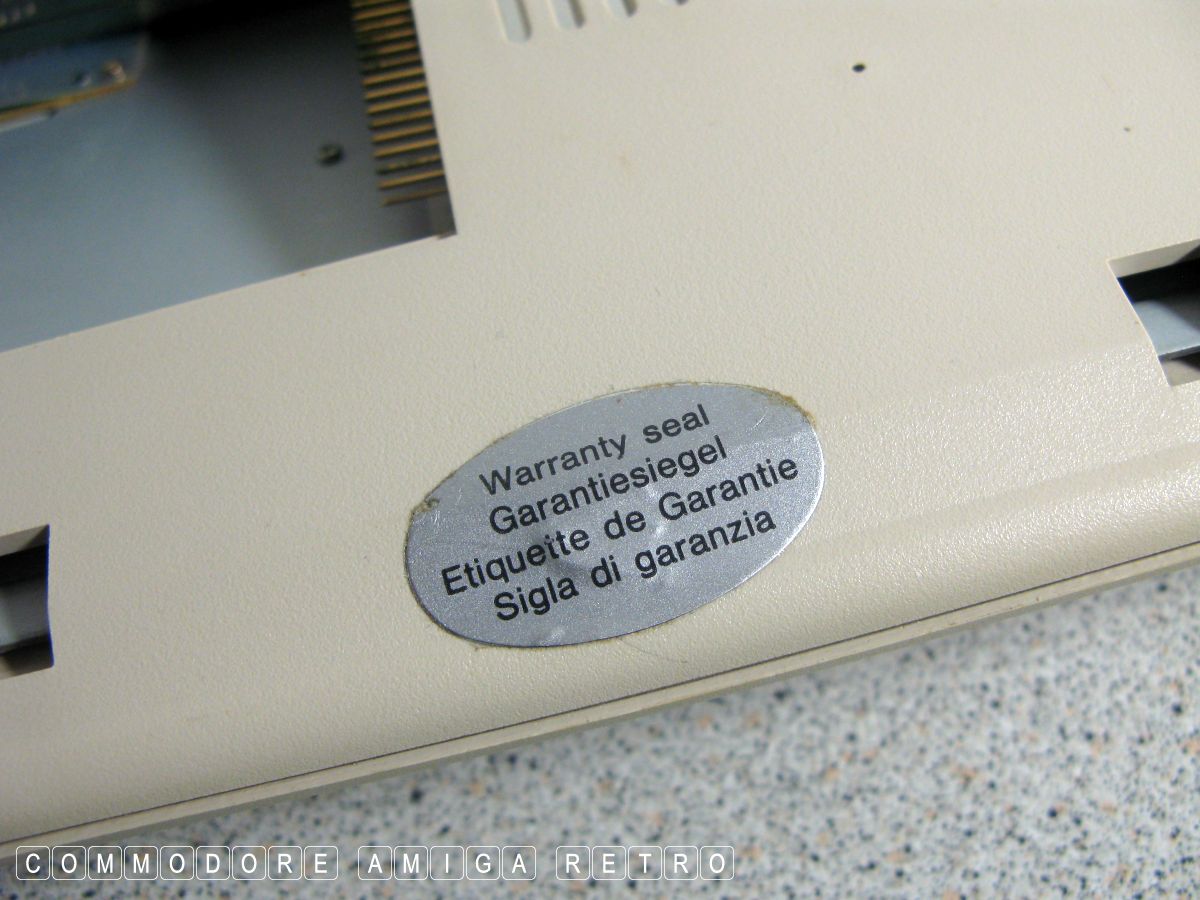 Warranty seal
Garantiesiegel
Etiquette de Garantie
Sigla di garanzia
COMMODORE AMIGA RETRO